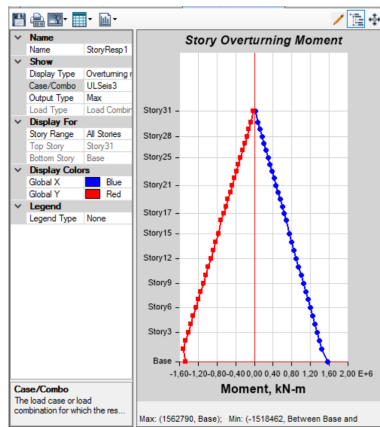 Story Overturning Moment
Name
Name StoryResp1
Show
Display Type Overturning r
Case/Combo ULSeis3
Output Type Max
Load Type Load Combin
Display For
Story Range All Stories
Top Story Story31
Bottom Story Base
Display Colors
Global X Blue
Global Y Red
Legend
Legend Type None
Case/Combo
The load case or load
combination for which the res...
Story31
Story28
Story25
Story21
Story17
Story15
Story12
Story9
Story6
Story3
Base
-1,60 -1,20 -0,80 -0,40 0,00 0,40 0,80 1,20 1,60 2,00 E+6
Moment, kN-m
Max: (1562790, Base); Min: (-1518462, Between Base and